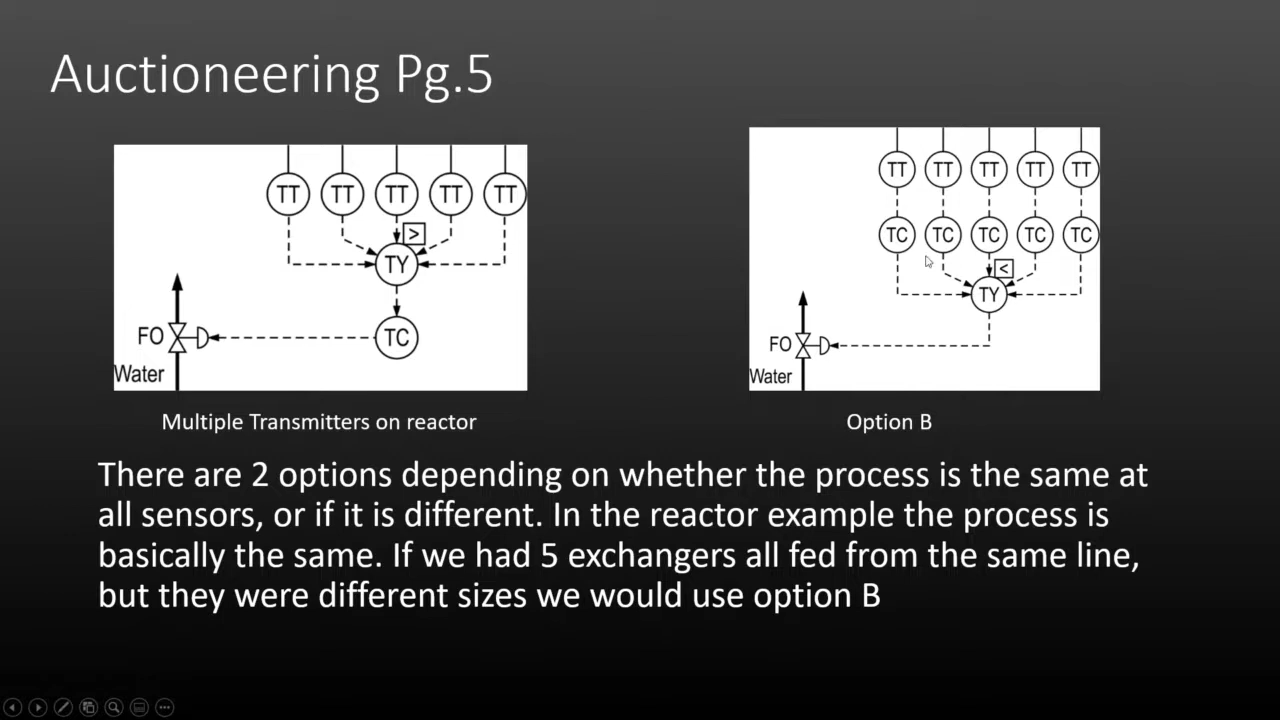 Auctioneering Pg.5
TT TT TT TT TT
>
TY
FO TC
Water
Multiple Transmitters on reactor
TT TT TT TT TT
TC TC TC TC TC
<
TY
FO
Water
Option B
There are 2 options depending on whether the process is the same at
all sensors, or if it is different. In the reactor example the process is
basically the same. If we had 5 exchangers all fed from the same line,
but they were different sizes we would use option B